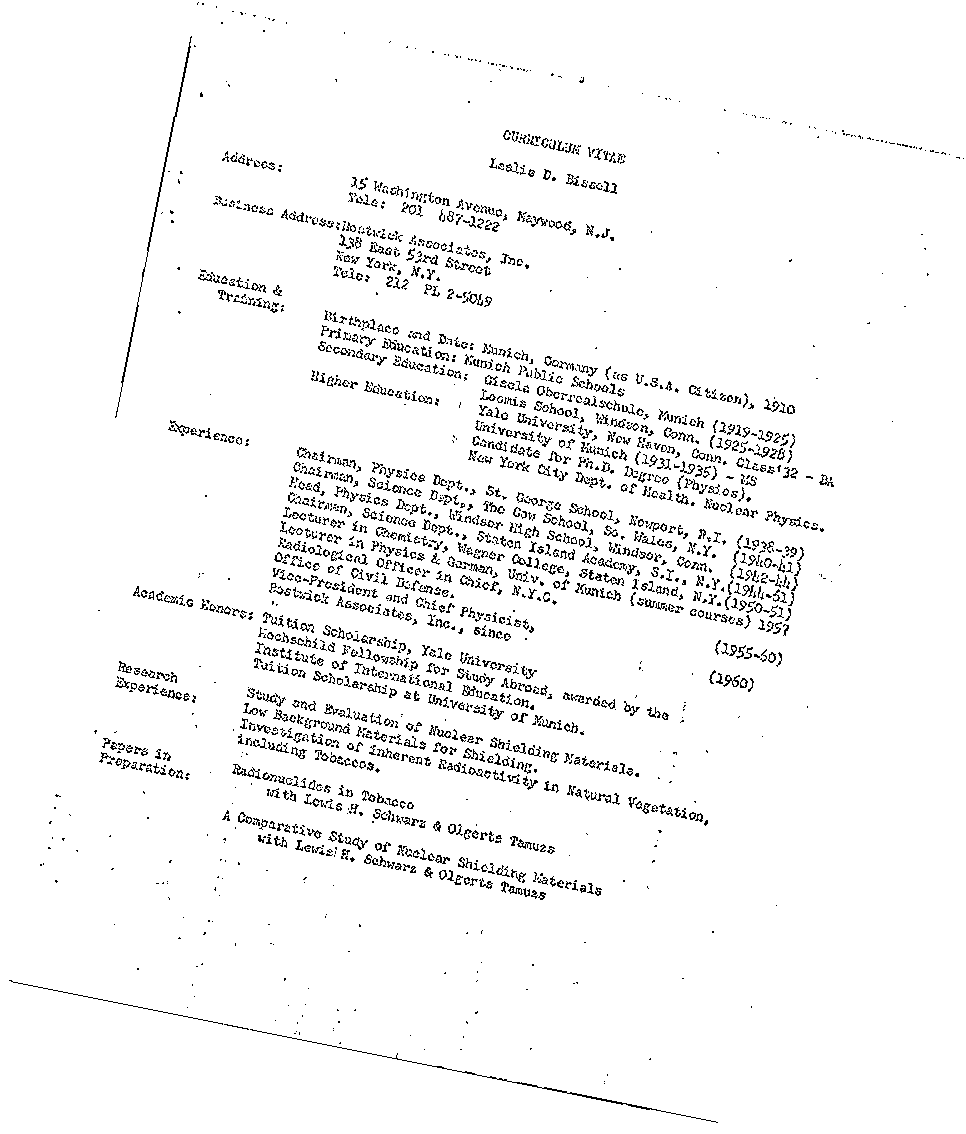 CURRICULUM VITAE
Leslie D. Bissell
Address: 15 Washington Avenue, Maywood, N.J.
Tele: 201 487-1222
Business Address: Bostwick Associates, Inc.
138 East 53rd Street
New York, N.Y.
Tele: 212 PL 2-5049
Education &
Training:
Birthplace and Date: Munich, Germany (as U.S.A. Citizen), 1910
Primary Education: Munich Public Schools
Secondary Education: Gisela Oberrealschule, Munich (1919-1925)
Loomis School, Windsor, Conn. (1925-1928)
Higher Education: Yale University, New Haven, Conn. Class'32 - BA
University of Munich (1931-1935) - MS
Candidate for Ph.D. Degree (Physics).
New York City Dept. of Health. Nuclear Physics.
Experience: Chairman, Physics Dept., St. George School, Newport, R.I. (1938-39)
Chairman, Science Dept., The Gow School, So. Wales, N.Y. (1940-41)
Head, Physics Dept., Windsor High School, Windsor, Conn. (1942-44)
Chairman, Science Dept., Staten Island Academy, S.I., N.Y.(1944-51)
Lecturer in Chemistry, Wagner College, Staten Island, N.Y.(1950-51)
Lecturer in Physics & German, Univ. of Munich (summer courses) 1957
Radiological Officer in Chief, N.Y.C.
Office of Civil Defense. (1955-60)
Vice-President and Chief Physicist,
Bostwick Associates, Inc., since (1960)
Academic Honors: Tuition Scholarship, Yale University
Hochschild Fellowship for Study Abroad, awarded by the
Institute of International Education.
Tuition Scholarship at University of Munich.
Research
Experience: Study and Evaluation of Nuclear Shielding Materials.
Low Background Materials for Shielding.
Investigation of Inherent Radioactivity in Natural Vegetation,
including Tobaccos.
Papers in
Preparation: Radionuclides in Tobacco
with Lewis H. Schwarz & Olgerts Tamuzs
A Comparative Study of Nuclear Shielding Materials
with Lewis H. Schwarz & Olgerts Tamuzs